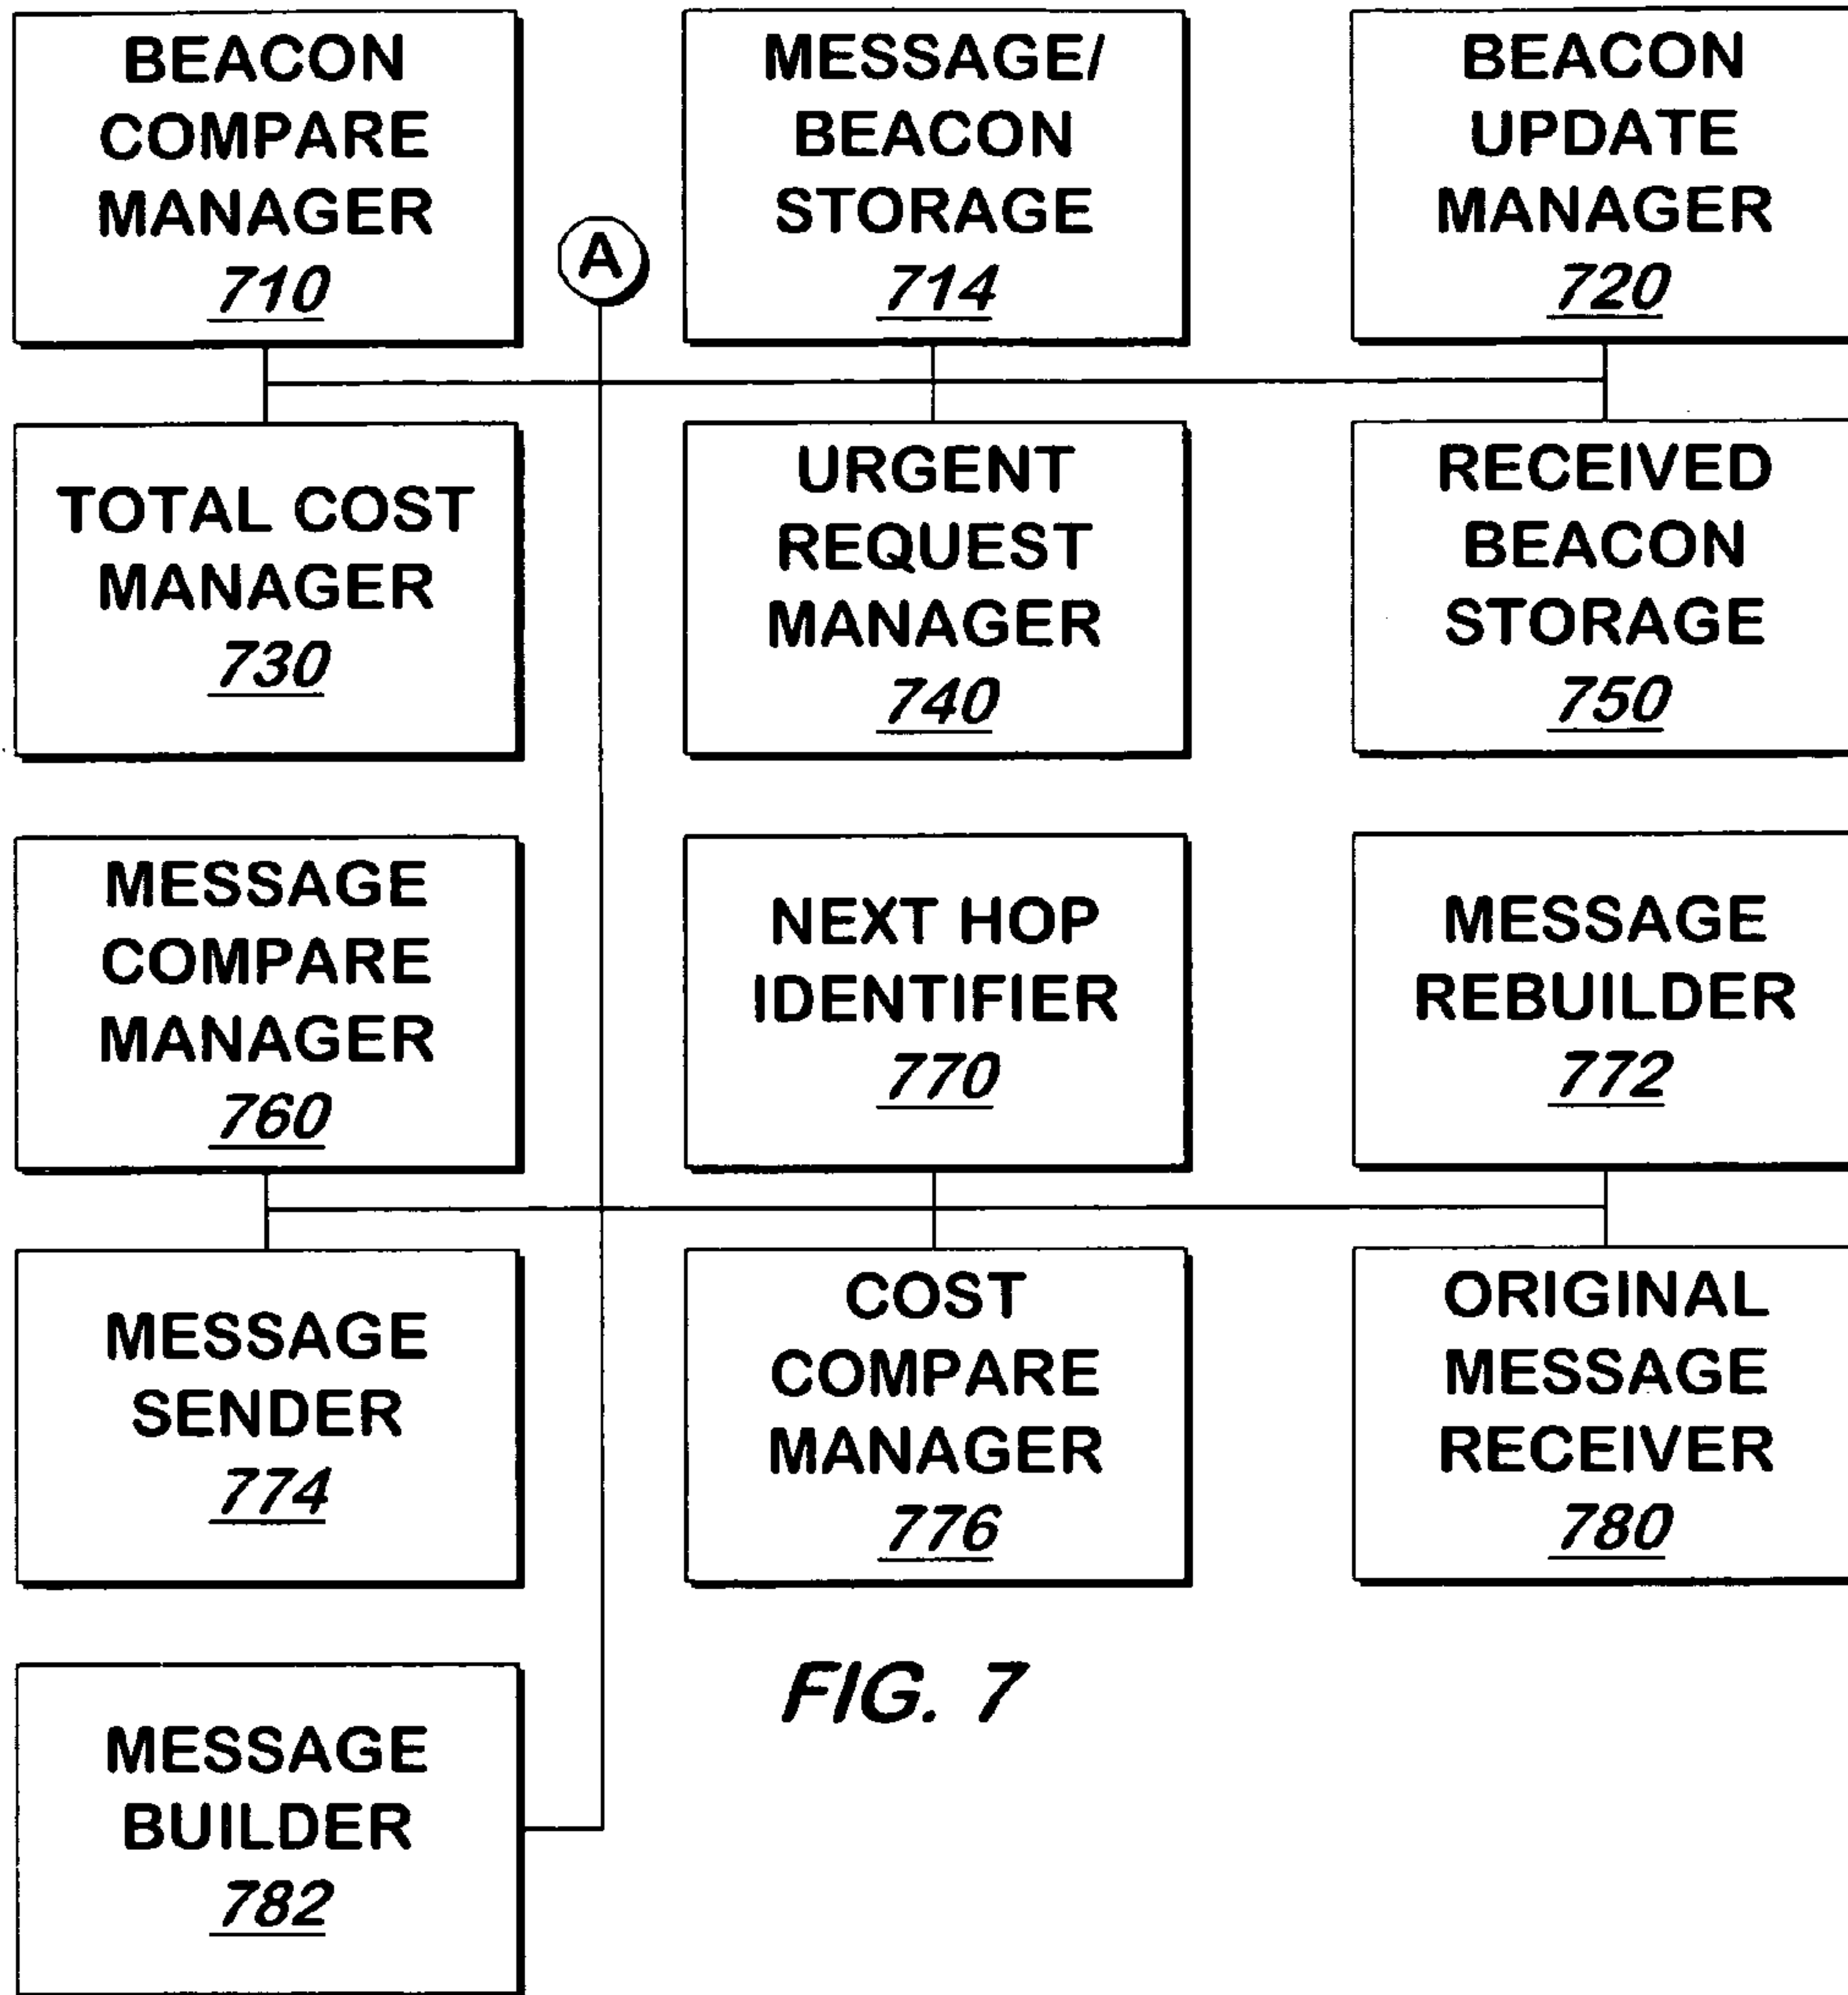 BEACON
COMPARE
MANAGER
710
A
MESSAGE/
BEACON
STORAGE
714
BEACON
UPDATE
MANAGER
720
TOTAL COST
MANAGER
730
URGENT
REQUEST
MANAGER
740
RECEIVED
BEACON
STORAGE
750
MESSAGE
COMPARE
MANAGER
760
NEXT HOP
IDENTIFIER
770
MESSAGE
REBUILDER
772
MESSAGE
SENDER
774
COST
COMPARE
MANAGER
776
ORIGINAL
MESSAGE
RECEIVER
780
MESSAGE
BUILDER
782
FIG. 7